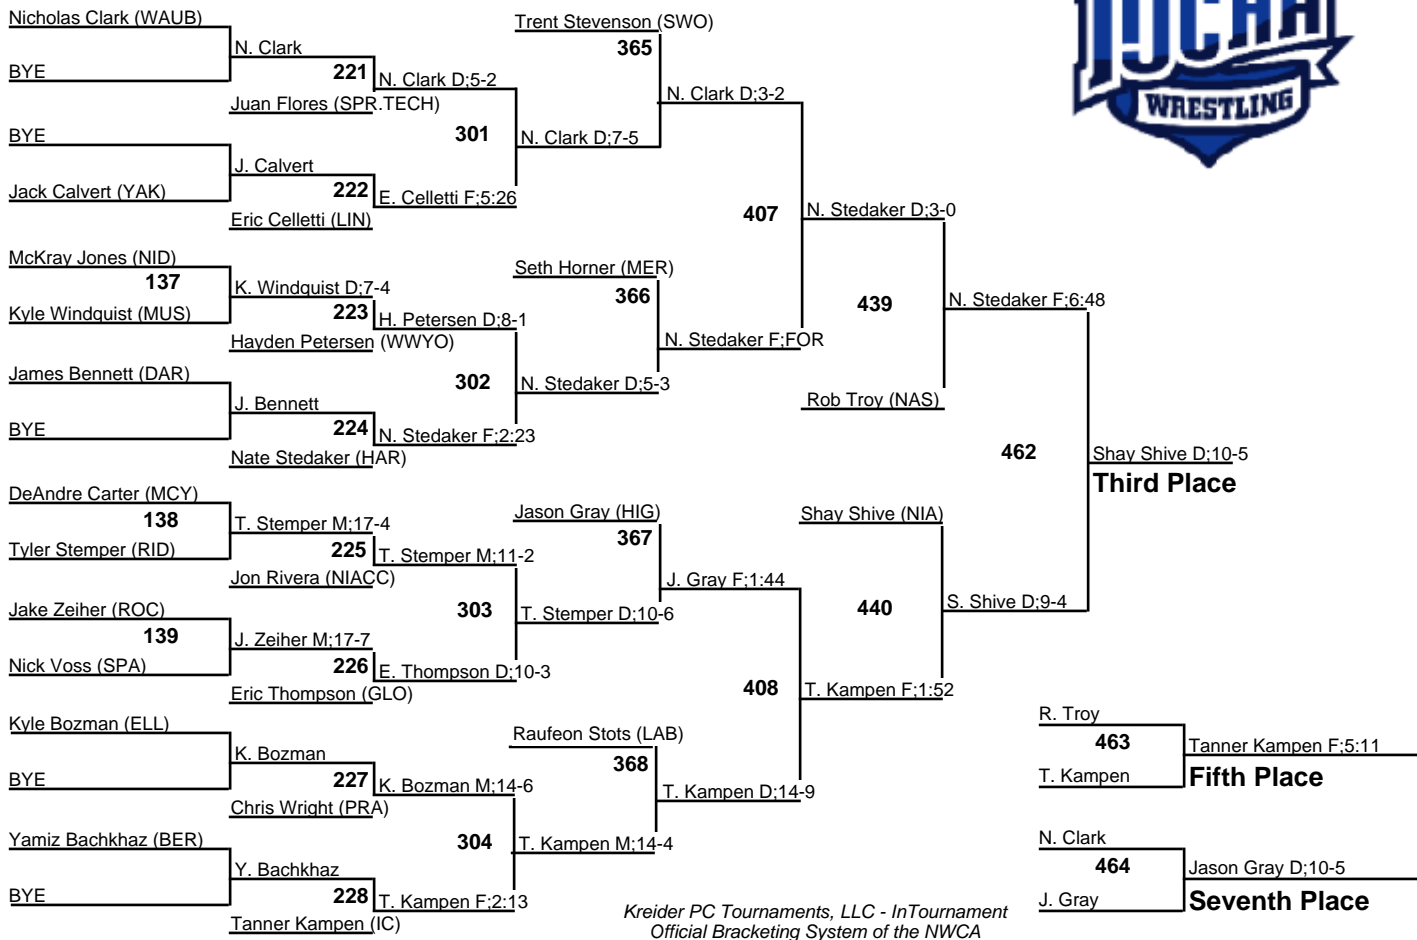 Nicholas Clark (WAUB)
BYE
BYE
Jack Calvert (YAK)
McKray Jones (NID)
137
Kyle Windquist (MUS)
James Bennett (DAR)
BYE
DeAndre Carter (MCY)
138
Tyler Stemper (RID)
Jake Zeiher (ROC)
139
Nick Voss (SPA)
Kyle Bozman (ELL)
BYE
Yamiz Bachkhaz (BER)
BYE
N. Clark
221
Juan Flores (SPR.TECH)
J. Calvert
222
Eric Celletti (LIN)
K. Windquist D;7-4
223
Hayden Petersen (WWYO)
J. Bennett
224
Nate Stedaker (HAR)
T. Stemper M;17-4
225
Jon Rivera (NIACC)
J. Zeiher M;17-7
226
Eric Thompson (GLO)
K. Bozman
227
Chris Wright (PRA)
Y. Bachkhaz
228
Tanner Kampen (IC)
N. Clark D;5-2
301
E. Celletti F;5:26
H. Petersen D;8-1
302
N. Stedaker F;2:23
T. Stemper M;11-2
303
E. Thompson D;10-3
K. Bozman M;14-6
304
T. Kampen F;2:13
Trent Stevenson (SWO)
365
N. Clark D;7-5
Seth Horner (MER)
366
N. Stedaker D;5-3
Jason Gray (HIG)
367
T. Stemper D;10-6
Raufeon Stots (LAB)
368
T. Kampen M;14-4
N. Clark D;3-2
407
N. Stedaker F;FOR
J. Gray F;1:44
408
T. Kampen D;14-9
N. Stedaker D;3-0
439
Rob Troy (NAS)
Shay Shive (NIA)
440
T. Kampen F;1:52
N. Stedaker F;6:48
462
S. Shive D;9-4
Shay Shive D;10-5
Third Place
R. Troy
463
T. Kampen
Tanner Kampen F;5:11
Fifth Place
N. Clark
464
J. Gray
Jason Gray D;10-5
Seventh Place
NJCAA
WRESTLING
Kreider PC Tournaments, LLC - InTournament
Official Bracketing System of the NWCA